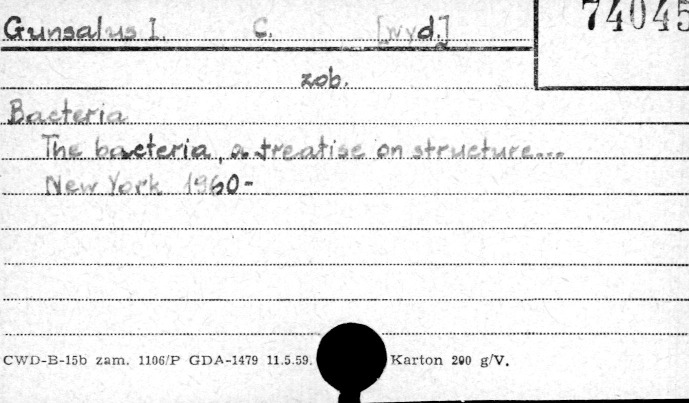 74045
Gunsalus I. C. [wyd.]
zob.
Bacteria
The bacteria, a treatise on structure...
New York 1960-
CWD-B-15b zam. 1106/P GDA-1479 11.5.59. Karton 200 g/V.